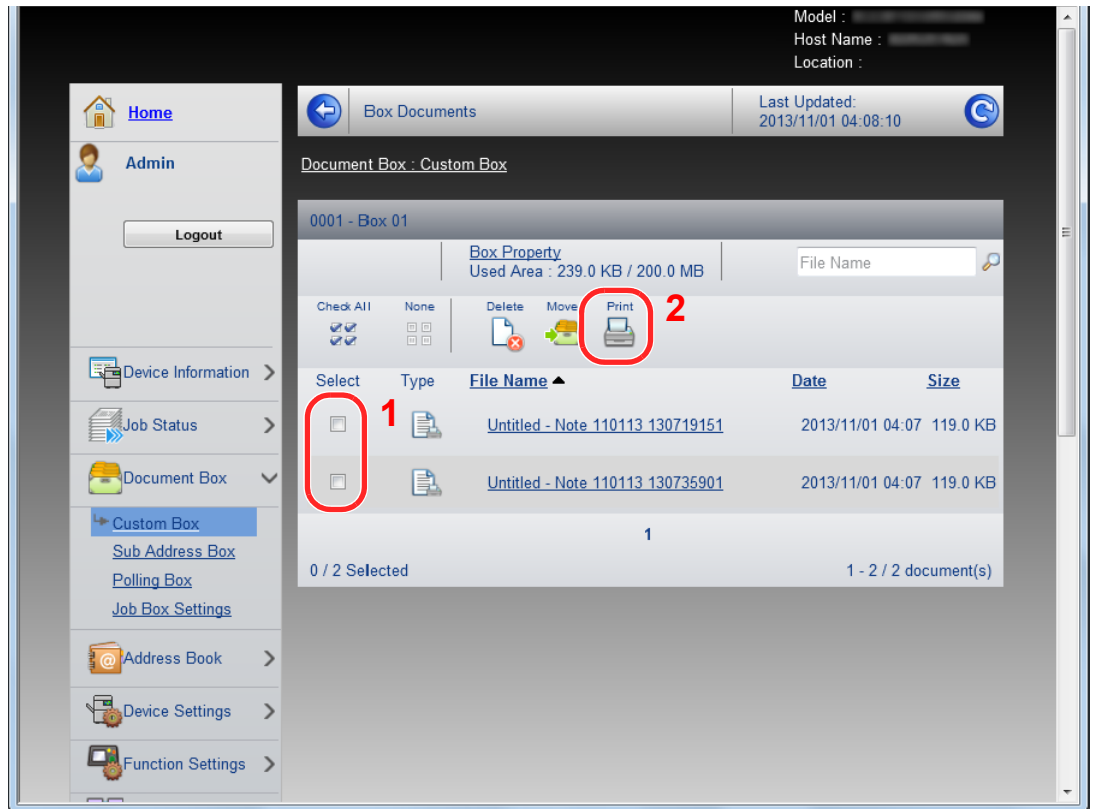 Model :
Host Name :
Location :
Home
Box Documents
Last Updated:
2013/11/01 04:08:10
Admin
Document Box : Custom Box
Logout
0001 - Box 01
Box Property
Used Area : 239.0 KB / 200.0 MB
File Name
Check All
None
Delete
Move
Print
2
Device Information
Select
Type
File Name
Date
Size
1
Job Status
Untitled - Note 110113 130719151
2013/11/01 04:07
119.0 KB
Document Box
Untitled - Note 110113 130735901
2013/11/01 04:07
119.0 KB
Custom Box
Sub Address Box
Polling Box
Job Box Settings
1
0 / 2 Selected
1 - 2 / 2 document(s)
Address Book
Device Settings
Function Settings